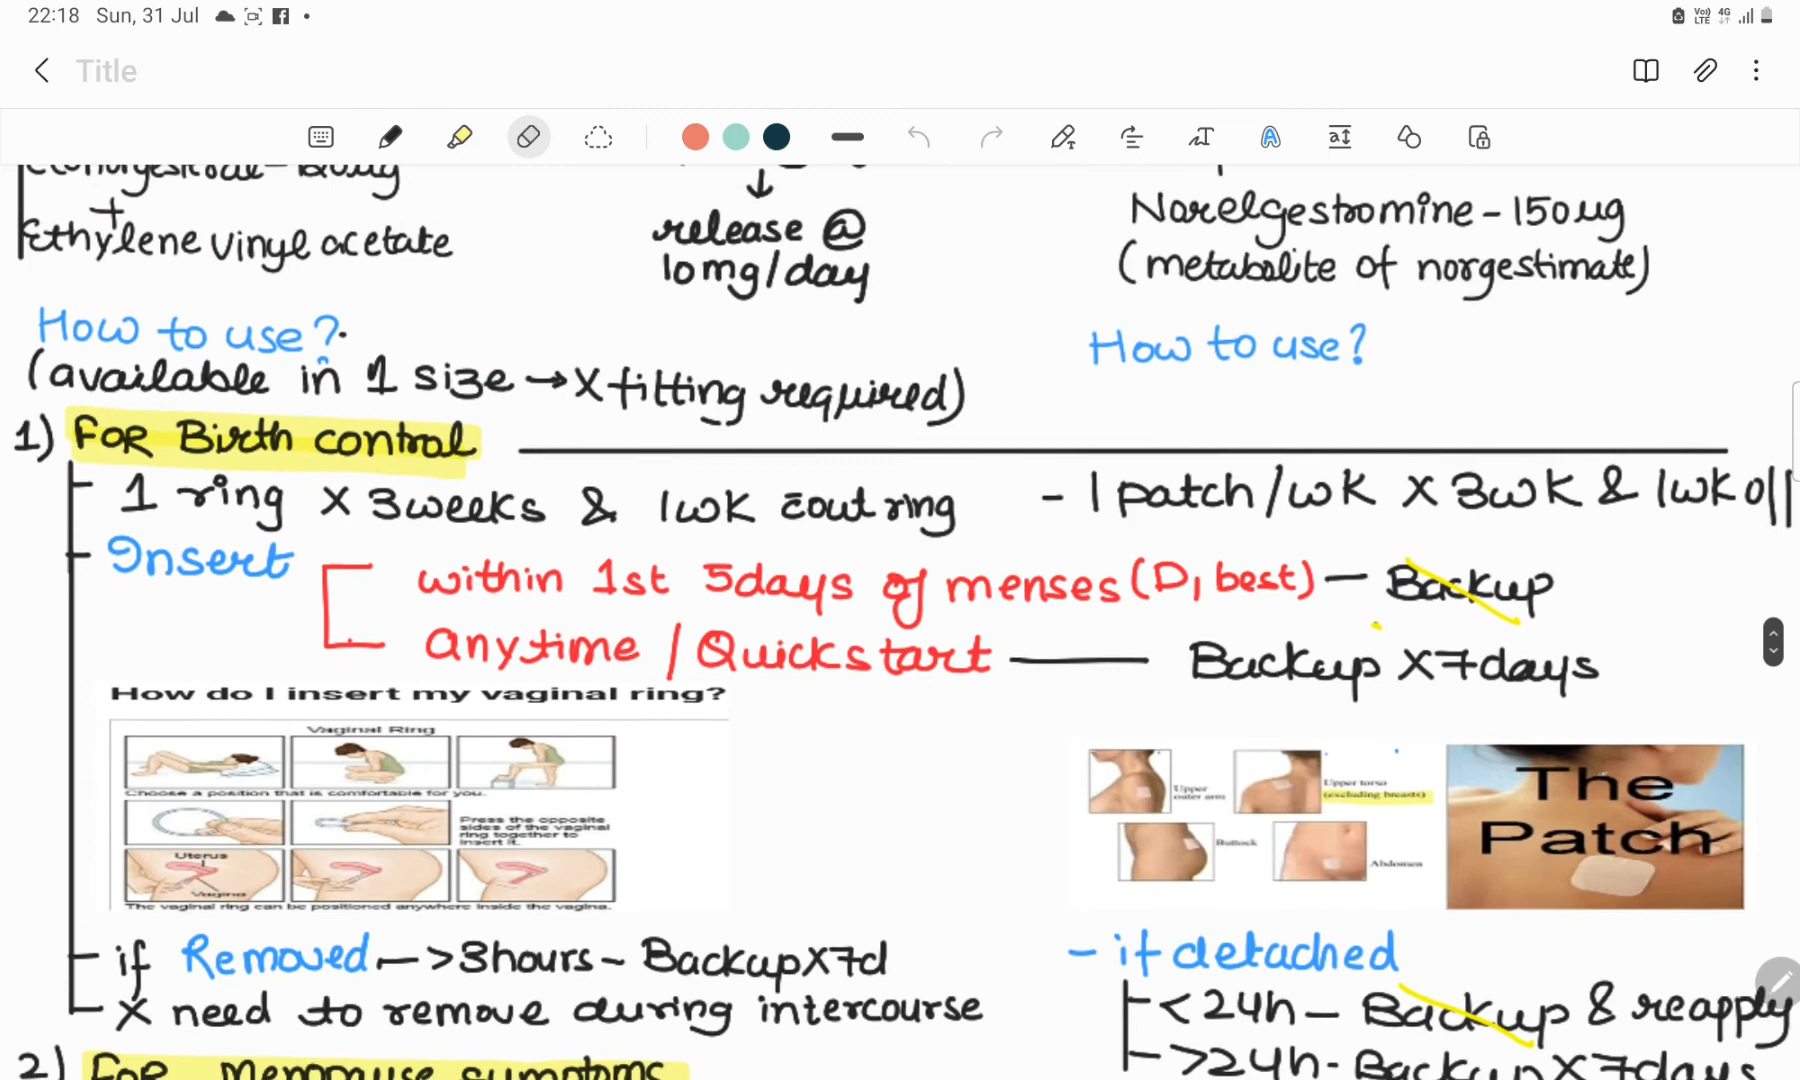 22:18 Sun, 31 Jul
VoLTE 4G
Title
Ethylene vinyl acetate
release @
10mg/day
Norelgestromine - 150ug
(metabolite of norgestimate)
How to use?
(available in 1 size → X fitting required)
How to use?
1) FOR Birth control
1 ring X 3weeks & 1wk c̄out ring
- 1 patch/wk X 3wk & 1wk off
Insert
within 1st 5days of menses (D1 best) — Backup
Anytime / Quickstart — Backup X7days
How do I insert my vaginal ring?
Vaginal Ring
Choose a position that is comfortable for you.
Press the opposite
sides of the vaginal
ring together to
insert it.
Uterus
Vagina
The vaginal ring can be positioned anywhere inside the vagina.
Upper
outer arm
Upper torso
(excluding breasts)
Buttock
Abdomen
The
Patch
if Removed — >3hours - BackupX7d
X need to remove during intercourse
- if detached
<24h - Backup & reapply
>24h - Backup X7days
2) FOR Menopause symptoms